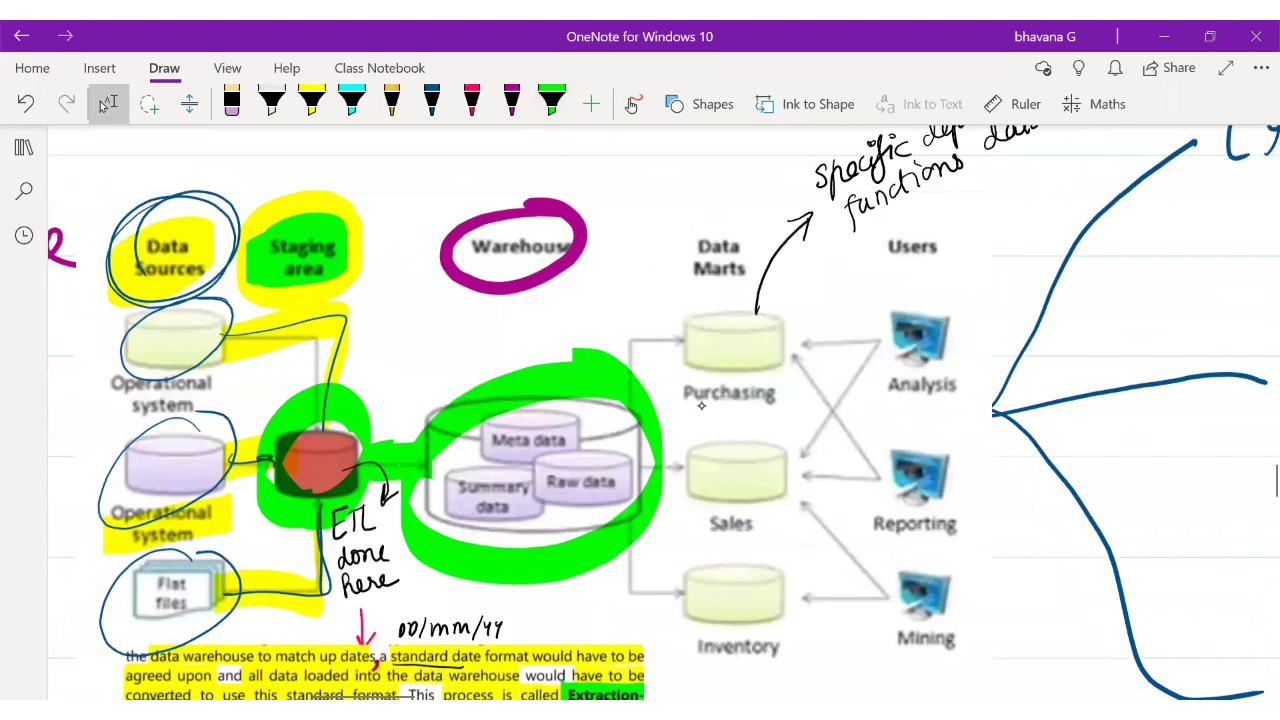 OneNote for Windows 10
bhavana G
Home Insert Draw View Help Class Notebook
Share
Shapes Ink to Shape Ink to Text Ruler Maths
specific
functions
Data Sources
Staging area
Warehouse
Data Marts
Users
Operational system
Operational system
Flat files
ETL done here
Meta data
Summary data
Raw data
Purchasing
Sales
Inventory
Analysis
Reporting
Mining
DD/mm/yy
the data warehouse to match up dates, a standard date format would have to be
agreed upon and all data loaded into the data warehouse would have to be
converted to use this standard format. This process is called Extraction-